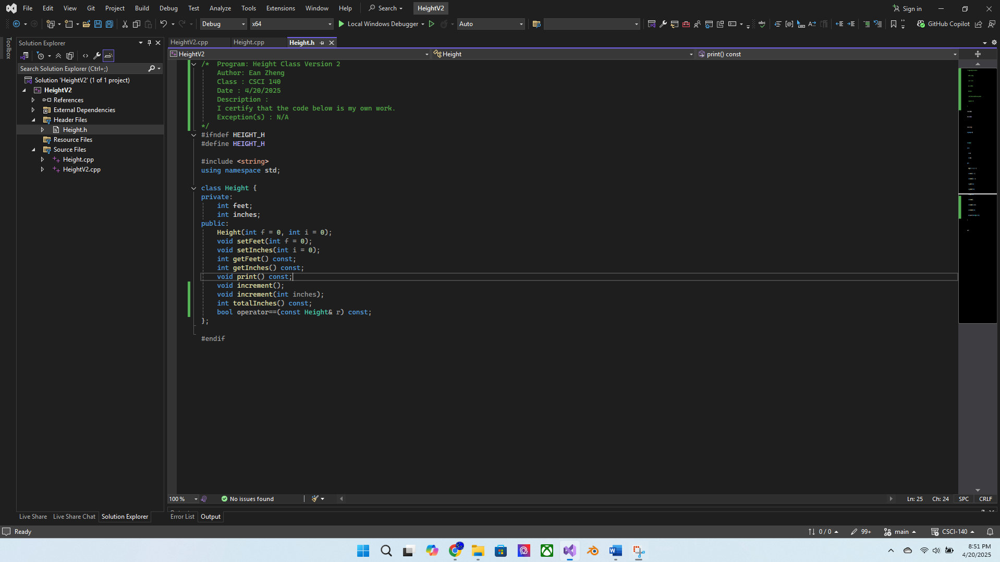 File Edit View Git Project Build Debug Test Analyze Tools Extensions Window Help Search HeightV2 Sign in
Debug x64 Local Windows Debugger Auto GitHub Copilot
Toolbox
Solution Explorer
Search Solution Explorer (Ctrl+;)
Solution 'HeightV2' (1 of 1 project)
HeightV2
References
External Dependencies
Header Files
Height.h
Resource Files
Source Files
Height.cpp
HeightV2.cpp
HeightV2.cpp Height.cpp Height.h
HeightV2 Height print() const
/* Program: Height Class Version 2
Author: Ean Zheng
Class : CSCI 140
Date : 4/20/2025
Description :
I certify that the code below is my own work.
Exception(s) : N/A
*/
#ifndef HEIGHT_H
#define HEIGHT_H
#include <string>
using namespace std;
class Height {
private:
int feet;
int inches;
public:
Height(int f = 0, int i = 0);
void setFeet(int f = 0);
void setInches(int i = 0);
int getFeet() const;
int getInches() const;
void print() const;
void increment();
void increment(int inches);
int totalInches() const;
bool operator==(const Height& r) const;
};
#endif
100 % No issues found Ln: 25 Ch: 24 SPC CRLF
Live Share Live Share Chat Solution Explorer Error List Output
Ready 0 / 0 99+ main CSCI-140
8:51 PM
4/20/2025